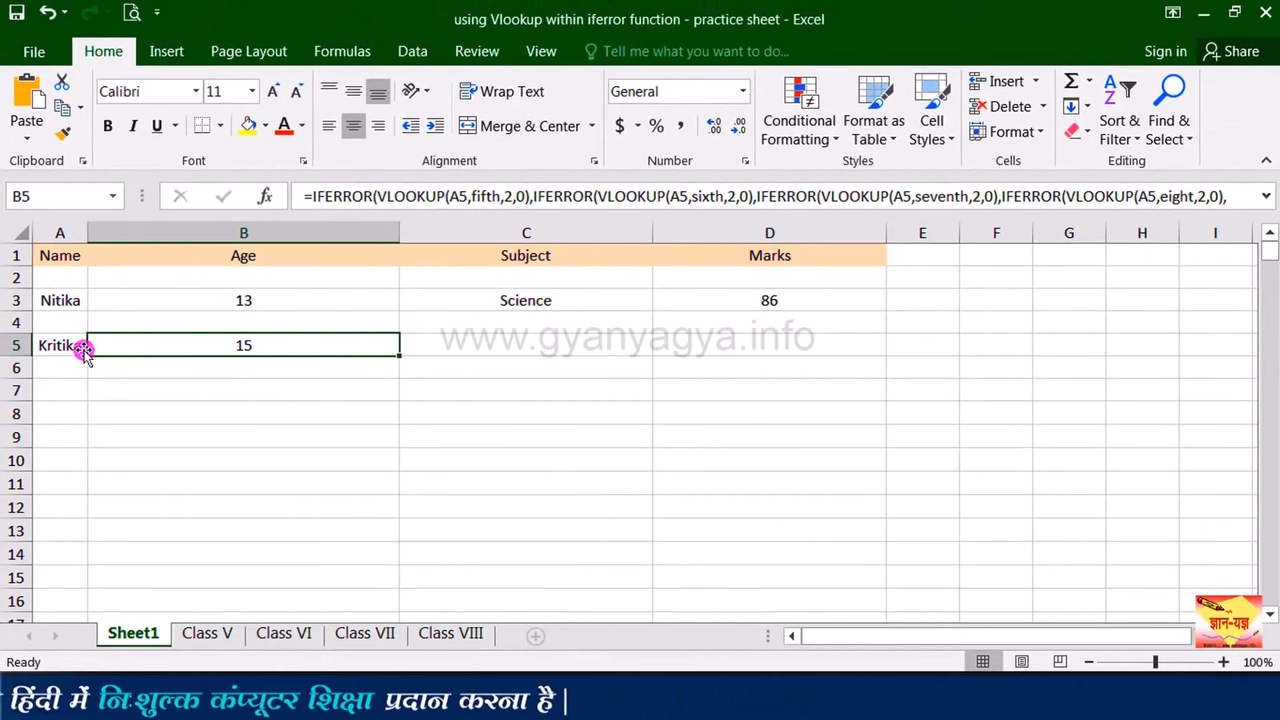 using Vlookup within iferror function - practice sheet - Excel
File Home Insert Page Layout Formulas Data Review View Tell me what you want to do... Sign in Share
Paste
Calibri 11
B I U
Wrap Text
Merge & Center
General
$ % ,
Conditional Formatting
Format as Table
Cell Styles
Insert
Delete
Format
Sort & Filter
Find & Select
Clipboard Font Alignment Number Styles Cells Editing
B5 fx =IFERROR(VLOOKUP(A5,fifth,2,0),IFERROR(VLOOKUP(A5,sixth,2,0),IFERROR(VLOOKUP(A5,seventh,2,0),IFERROR(VLOOKUP(A5,eight,2,0),
A B C D E F G H I
1 Name Age Subject Marks
2
3 Nitika 13 Science 86
4
www.gyanyagya.info
5 Kritika 15
6
7
8
9
10
11
12
13
14
15
16
ज्ञान-यज्ञ
Sheet1 Class V Class VI Class VII Class VIII
Ready 100%
हिंदी में निःशुल्क कंप्यूटर शिक्षा प्रदान करना है |